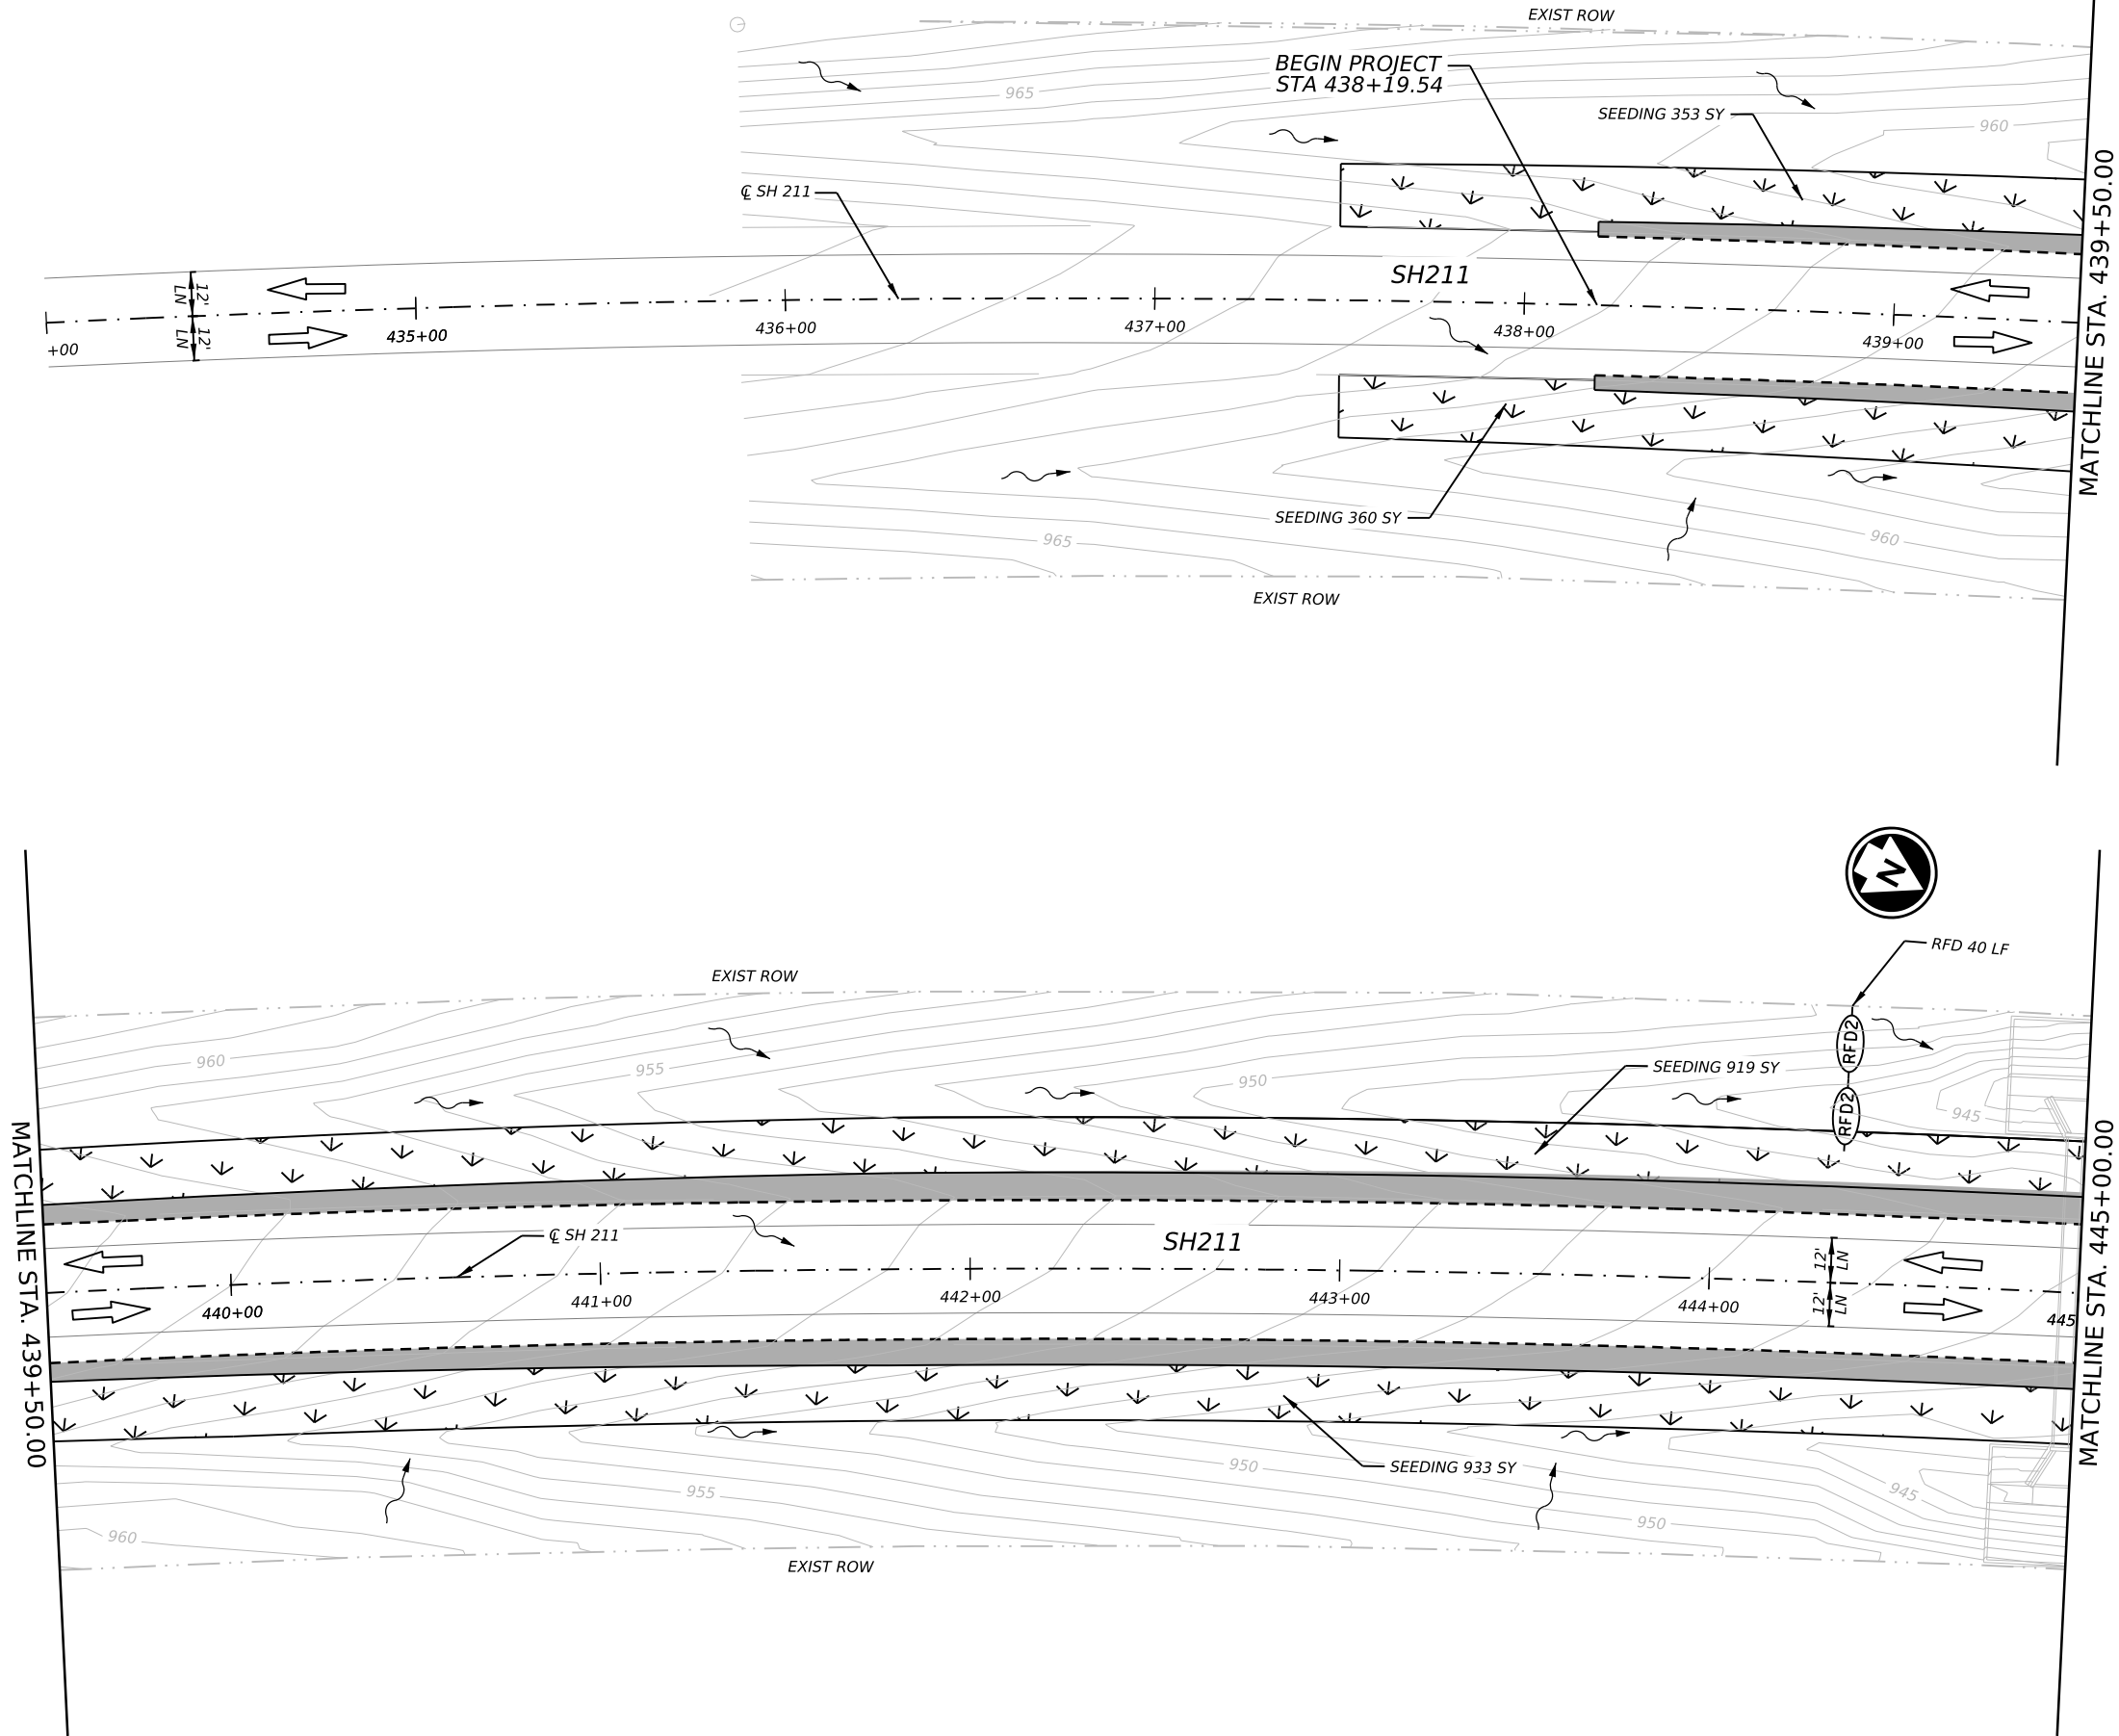 EXIST ROW
BEGIN PROJECT
STA 438+19.54
965
SEEDING 353 SY
960
℄ SH 211
SH211
12'
LN
12'
LN
+00
435+00
436+00
437+00
438+00
439+00
MATCHLINE STA. 439+50.00
SEEDING 360 SY
965
960
EXIST ROW
N
RFD 40 LF
EXIST ROW
RFD2
960
955
950
SEEDING 919 SY
RFD2
945
MATCHLINE STA. 439+50.00
℄ SH 211
SH211
12'
LN
12'
LN
440+00
441+00
442+00
443+00
444+00
445
MATCHLINE STA. 445+00.00
SEEDING 933 SY
950
955
945
950
960
EXIST ROW